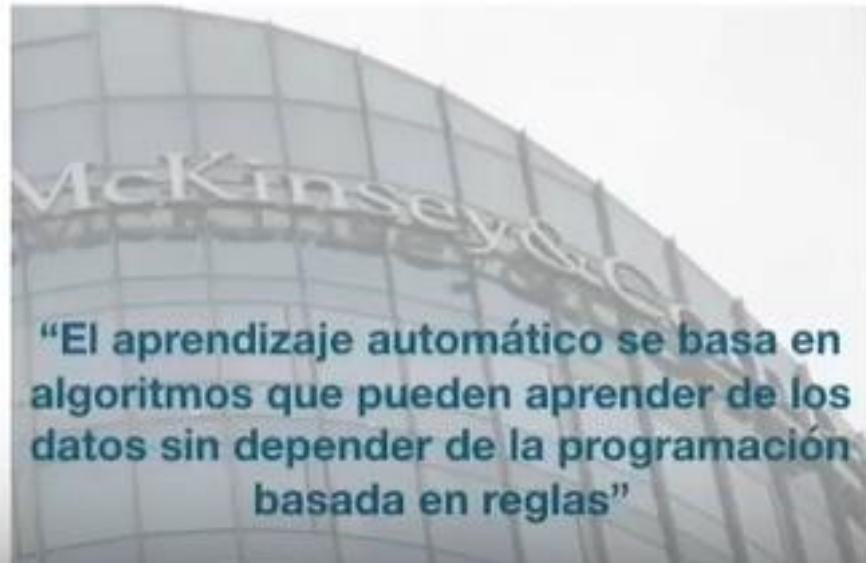 McKinsey & Co
“El aprendizaje automático se basa en
algoritmos que pueden aprender de los
datos sin depender de la programación
basada en reglas”